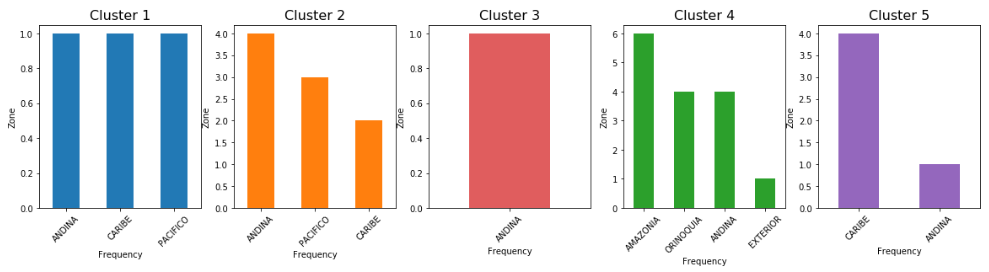 Cluster 1
1.0
0.8
0.6
0.4
0.2
0.0
Zone
ANDINA
CARIBE
PACIFICO
Frequency
Cluster 2
4.0
3.5
3.0
2.5
2.0
1.5
1.0
0.5
0.0
Zone
ANDINA
PACIFICO
CARIBE
Frequency
Cluster 3
1.0
0.8
0.6
0.4
0.2
0.0
Zone
ANDINA
Frequency
Cluster 4
6
5
4
3
2
1
0
Zone
AMAZONIA
ORINOQUIA
ANDINA
EXTERIOR
Frequency
Cluster 5
4.0
3.5
3.0
2.5
2.0
1.5
1.0
0.5
0.0
Zone
CARIBE
ANDINA
Frequency